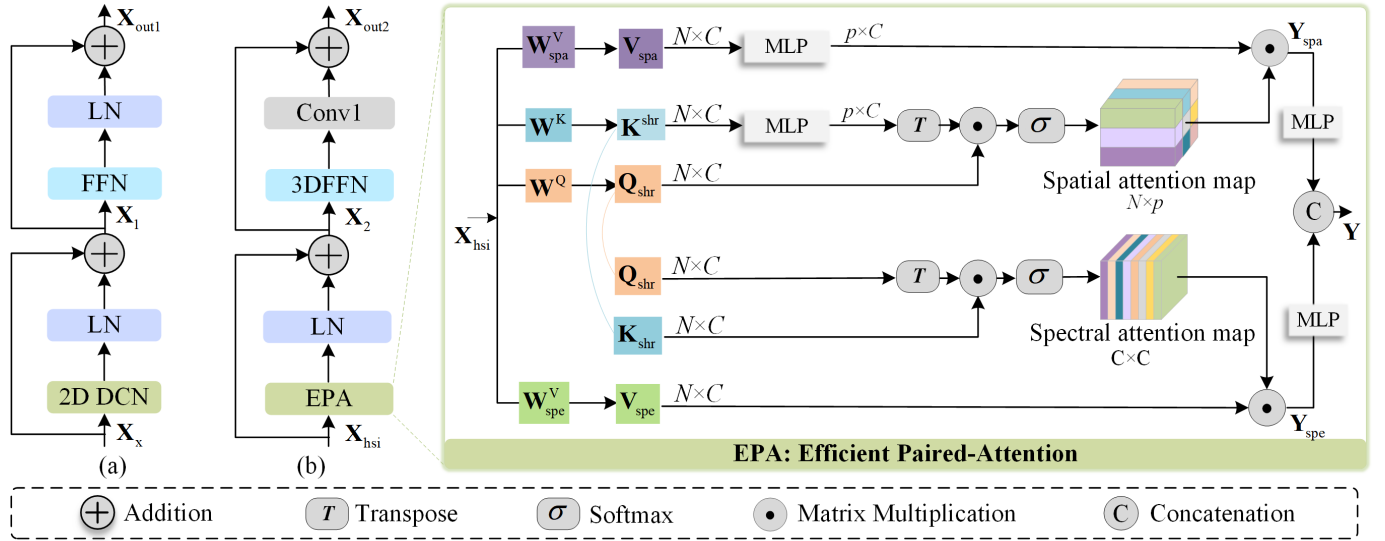 X_out1
LN
FFN
X_1
LN
2D DCN
X_x
(a)
X_out2
Conv1
3DFFN
X_2
LN
EPA
X_hsi
(b)
X_hsi
W^V_spa V_spa N×C MLP p×C Y_spa
W^K K^shr N×C MLP p×C T σ
MLP
W^Q Q_shr N×C
Spatial attention map
N×p
C Y
Q_shr N×C T σ
K_shr N×C
Spectral attention map
C×C
MLP
W^V_spe V_spe N×C
Y_spe
EPA: Efficient Paired-Attention
Addition T Transpose σ Softmax Matrix Multiplication C Concatenation